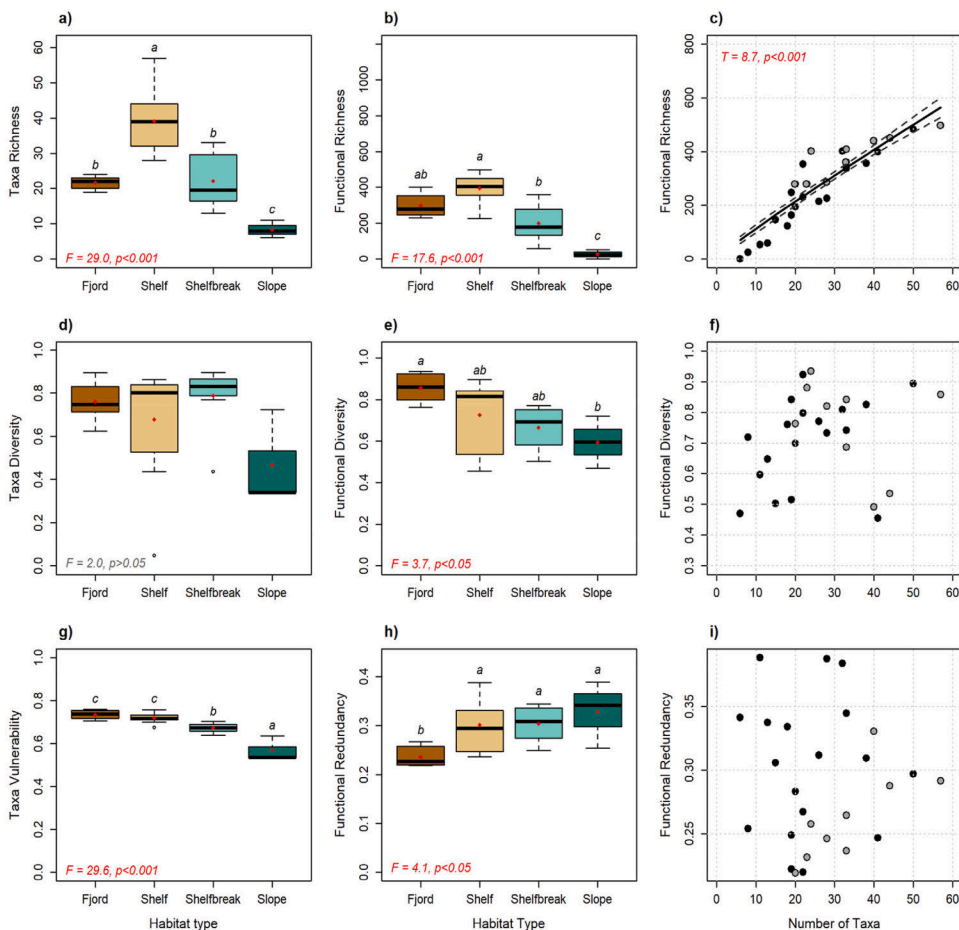 a)
Taxa Richness
60
50
40
30
20
10
0
b
a
b
c
F = 29.0, p<0.001
Fjord Shelf Shelfbreak Slope
b)
Functional Richness
1200
1000
800
600
400
200
0
ab
a
b
c
F = 17.6, p<0.001
Fjord Shelf Shelfbreak Slope
c)
800
600
400
200
0
T = 8.7, p<0.001
0 10 20 30 40 50 60
d)
Taxa Diversity
1.0
0.8
0.6
0.4
0.2
0.0
F = 2.0, p>0.05
Fjord Shelf Shelfbreak Slope
e)
Functional Diversity
1.0
0.8
0.6
0.4
0.2
0.0
a
ab
ab
b
F = 3.7, p<0.05
Fjord Shelf Shelfbreak Slope
f)
1.0
0.9
0.8
0.7
0.6
0.5
0.4
0.3
0 10 20 30 40 50 60
g)
Taxa Vulnerability
1.0
0.8
0.6
0.4
0.2
0.0
c
c
b
a
F = 29.6, p<0.001
Fjord Shelf Shelfbreak Slope
Habitat type
h)
Functional Redundancy
0.4
0.3
0.2
0.1
0.0
b
a
a
a
F = 4.1, p<0.05
Fjord Shelf Shelfbreak Slope
Habitat Type
i)
0.35
0.30
0.25
0 10 20 30 40 50 60
Number of Taxa